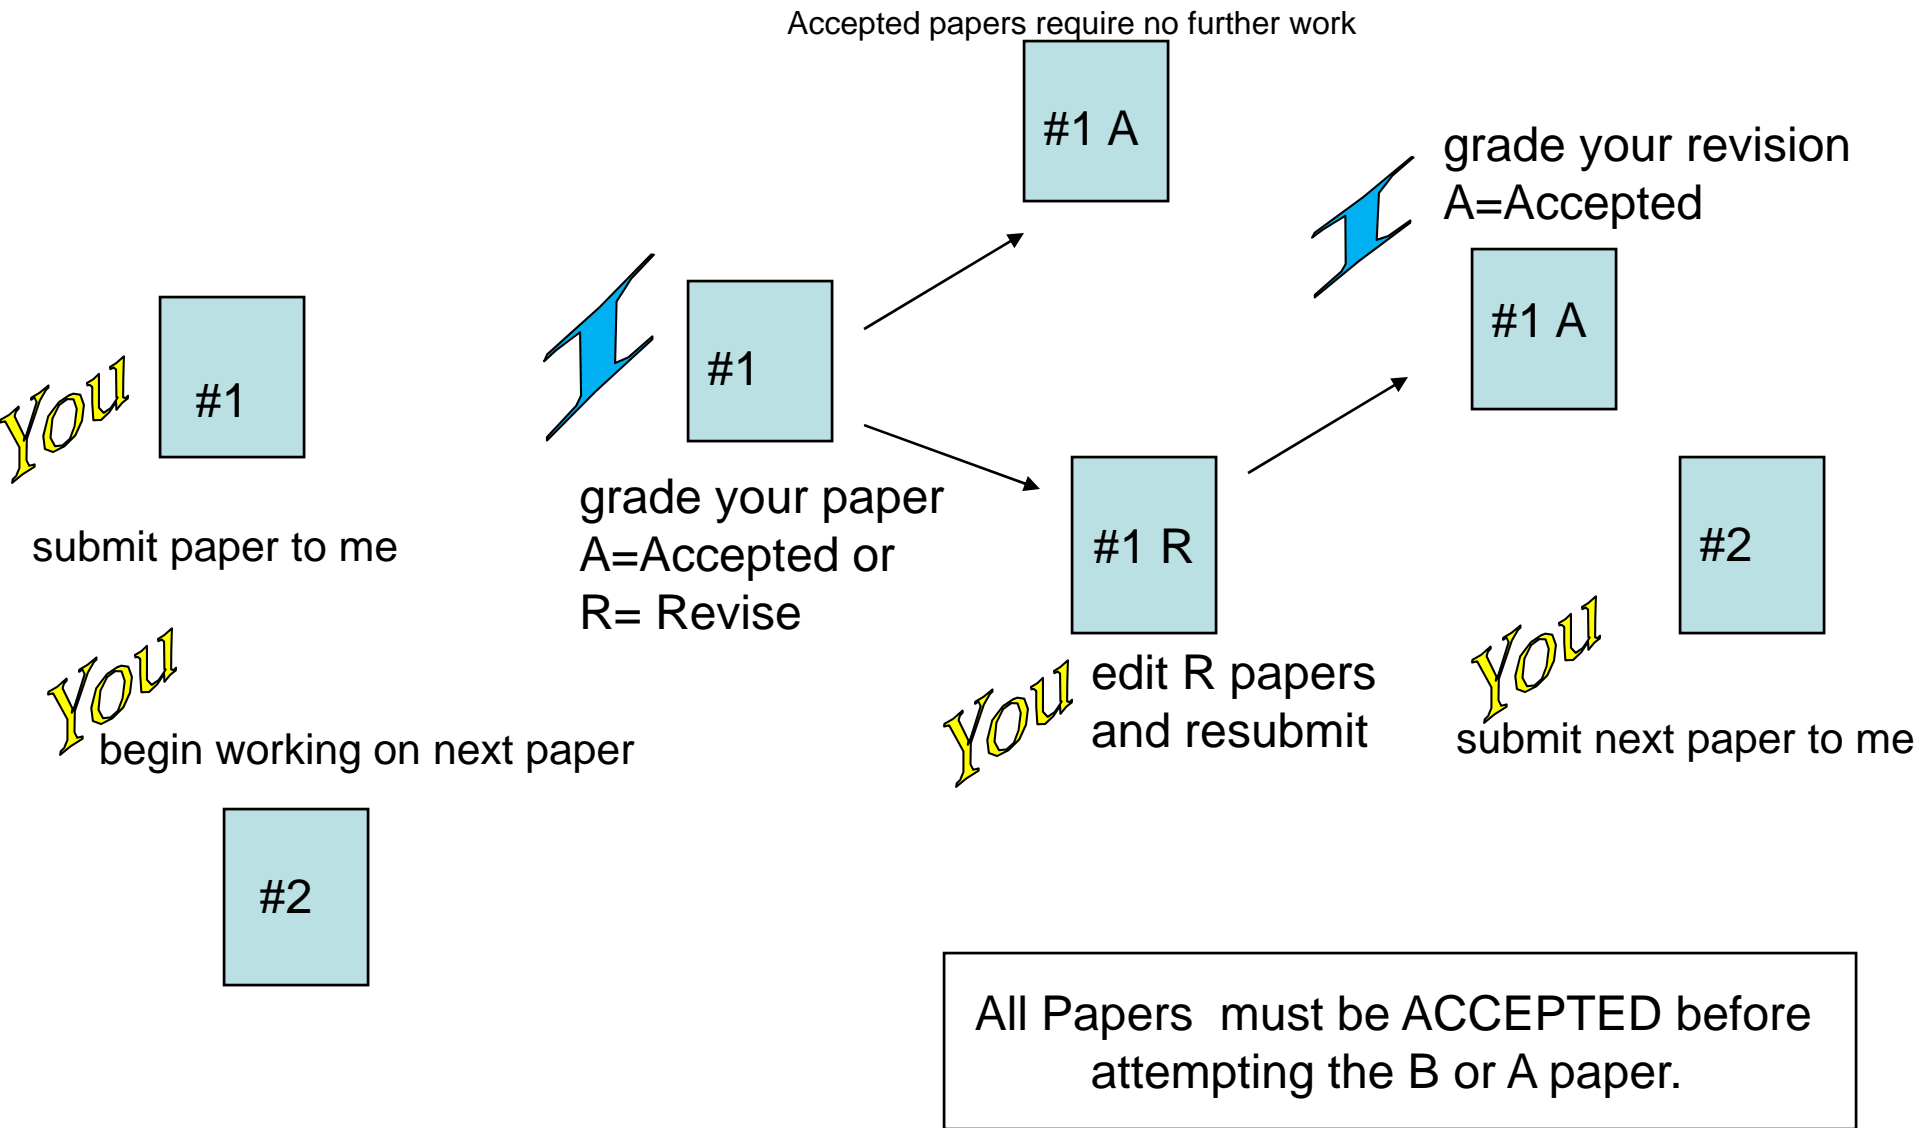 Accepted papers require no further work
#1 A
I
grade your revision
A=Accepted
#1 A
You
#1
submit paper to me
I
#1
grade your paper
A=Accepted or
R= Revise
#1 R
You
edit R papers
and resubmit
#2
You
submit next paper to me
You
begin working on next paper
#2
All Papers must be ACCEPTED before
attempting the B or A paper.